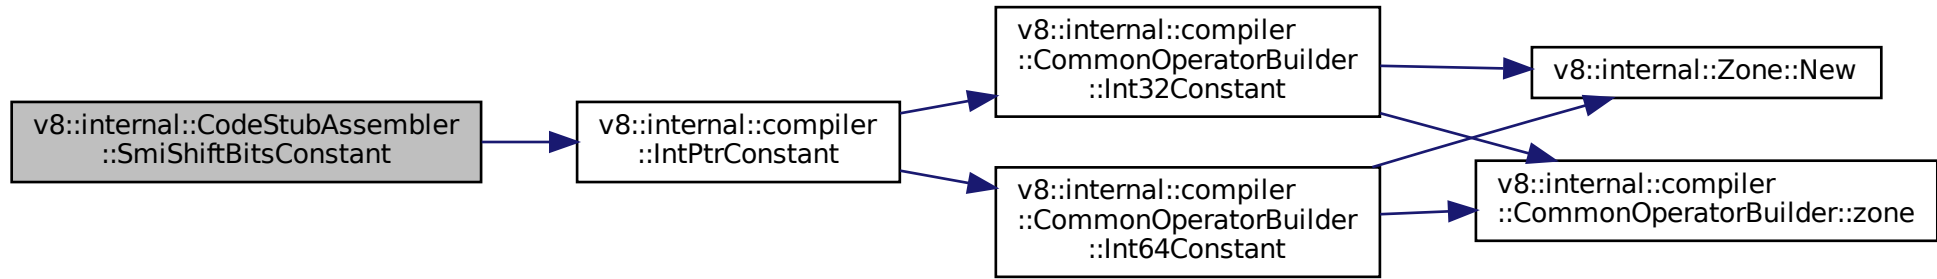 v8::internal::CodeStubAssembler
::SmiShiftBitsConstant
v8::internal::compiler
::IntPtrConstant
v8::internal::compiler
::CommonOperatorBuilder
::Int32Constant
v8::internal::compiler
::CommonOperatorBuilder
::Int64Constant
v8::internal::Zone::New
v8::internal::compiler
::CommonOperatorBuilder::zone